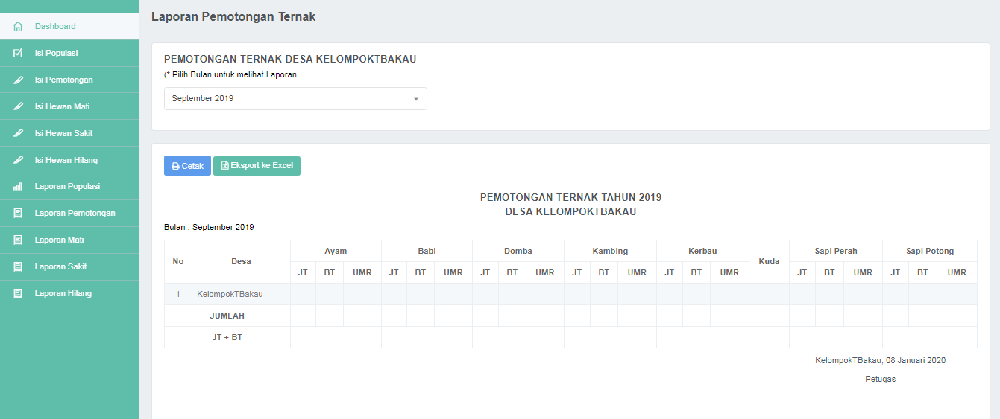 Laporan Pemotongan Ternak
Dashboard
Isi Populasi
Isi Pemotongan
Isi Hewan Mati
Isi Hewan Sakit
Isi Hewan Hilang
Laporan Populasi
Laporan Pemotongan
Laporan Mati
Laporan Sakit
Laporan Hilang
PEMOTONGAN TERNAK DESA KELOMPOKTBAKAU
(* Pilih Bulan untuk melihat Laporan
September 2019
Cetak Eksport ke Excel
PEMOTONGAN TERNAK TAHUN 2019
DESA KELOMPOKTBAKAU
Bulan : September 2019
No Desa Ayam Babi Domba Kambing Kerbau Kuda Sapi Perah Sapi Potong
JT BT UMR JT BT UMR JT BT UMR JT BT UMR JT BT UMR JT BT UMR JT BT UMR
1 KelompokTBakau
JUMLAH
JT + BT
KelompokTBakau, 08 Januari 2020
Petugas